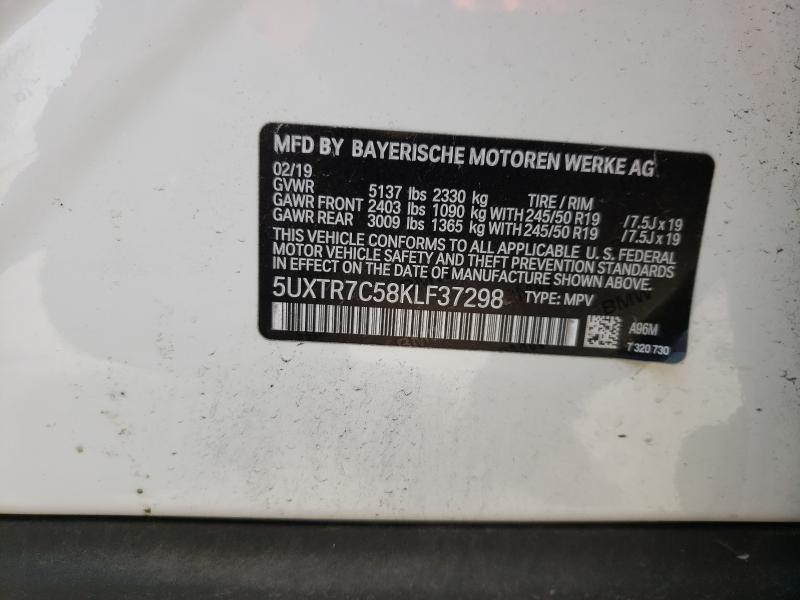 MFD BY BAYERISCHE MOTOREN WERKE AG
02/19
GVWR 5137 lbs 2330 kg TIRE / RIM
GAWR FRONT 2403 lbs 1090 kg WITH 245/50 R19 /7.5J x 19
GAWR REAR 3009 lbs 1365 kg WITH 245/50 R19 /7.5J x 19
THIS VEHICLE CONFORMS TO ALL APPLICABLE U. S. FEDERAL
MOTOR VEHICLE SAFETY AND THEFT PREVENTION STANDARDS
IN EFFECT ON THE DATE OF MANUFACTURE SHOWN ABOVE.
5UXTR7C58KLF37298 TYPE: MPV
BMW
A96M
7 320 730